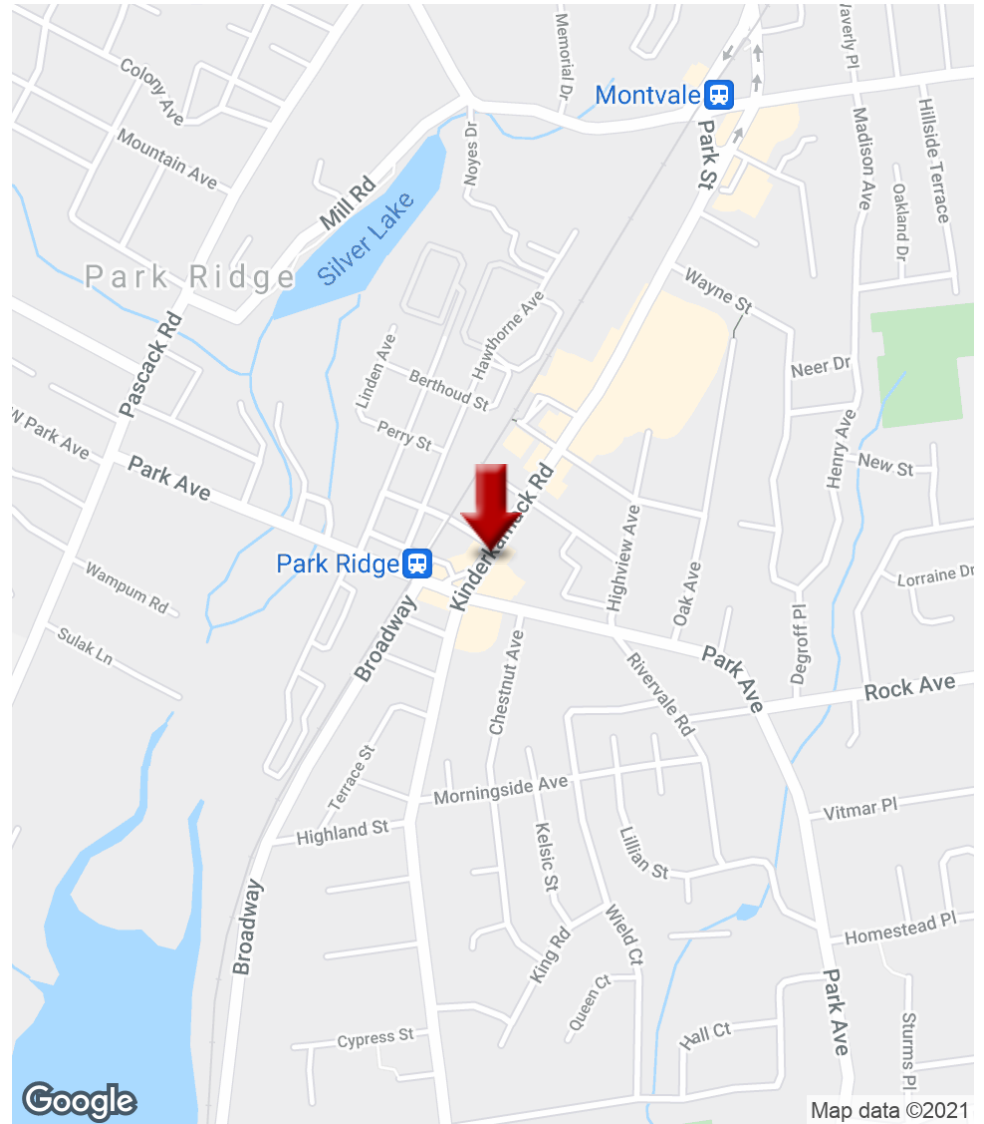 Memorial Dr
Waverly Pl
Colony Ave
Montvale
Park St
Hillside Terrace
Madison Ave
Noyes Dr
Mountain Ave
Mill Rd
Silver Lake
Oakland Dr
Park Ridge
Wayne St
Pascack Rd
Hawthorne Ave
Linden Ave
Berthoud St
Neer Dr
W Park Ave
Perry St
Henry Ave
New St
Park Ave
Kinderkamack Rd
Highview Ave
Park Ridge
Oak Ave
Lorraine Dr
Wampum Rd
Degroff Pl
Sulak Ln
Broadway
Chestnut Ave
Rivervale Rd
Park Ave
Rock Ave
Terrace St
Morningside Ave
Vitmar Pl
Highland St
Kelsic St
Lillian St
Broadway
Wield Ct
Homestead Pl
King Rd
Queen Ct
Park Ave
Cypress St
Hall Ct
Sturms Pl
Google
Map data ©2021